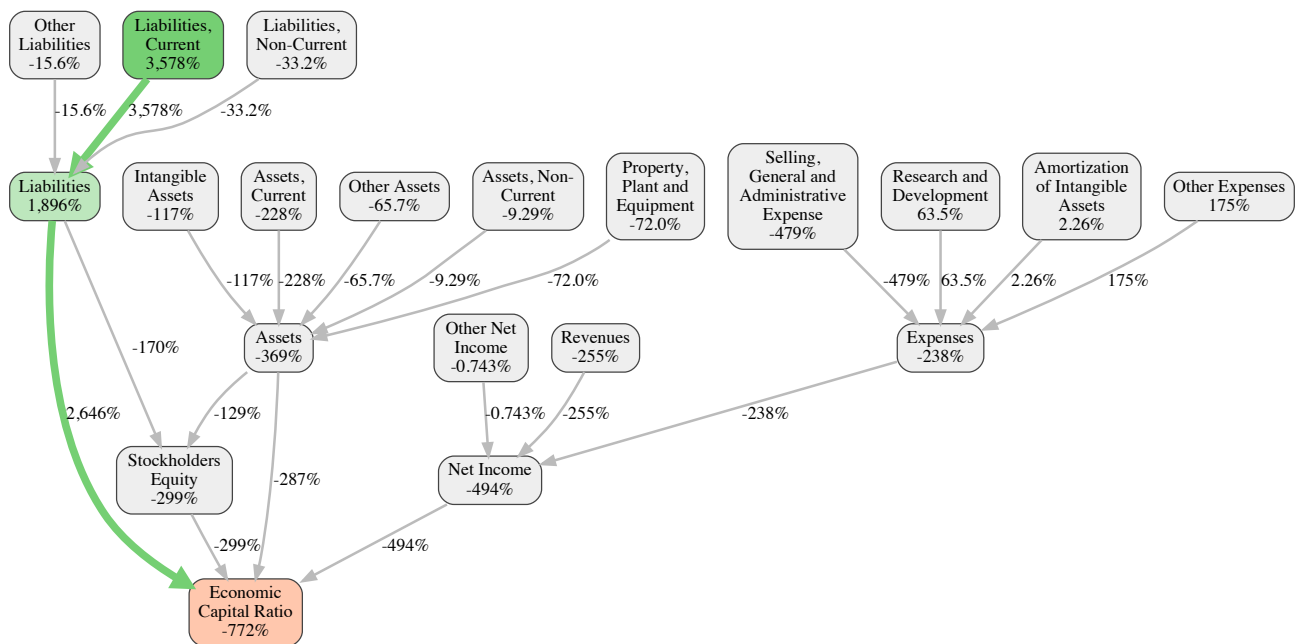 Other
Liabilities
-15.6%
Liabilities,
Current
3,578%
Liabilities,
Non-Current
-33.2%
-15.6%
3,578%
-33.2%
Liabilities
1,896%
Intangible
Assets
-117%
Assets,
Current
-228%
Other Assets
-65.7%
Assets, Non-
Current
-9.29%
Property,
Plant and
Equipment
-72.0%
Selling,
General and
Administrative
Expense
-479%
Research and
Development
63.5%
Amortization
of Intangible
Assets
2.26%
Other Expenses
175%
-117%
-228%
-65.7%
-9.29%
-72.0%
-479%
63.5%
2.26%
175%
-170%
Assets
-369%
Other Net
Income
-0.743%
Revenues
-255%
Expenses
-238%
2,646%
-129%
-0.743%
-255%
-238%
Stockholders
Equity
-299%
-287%
Net Income
-494%
-299%
-494%
Economic
Capital Ratio
-772%